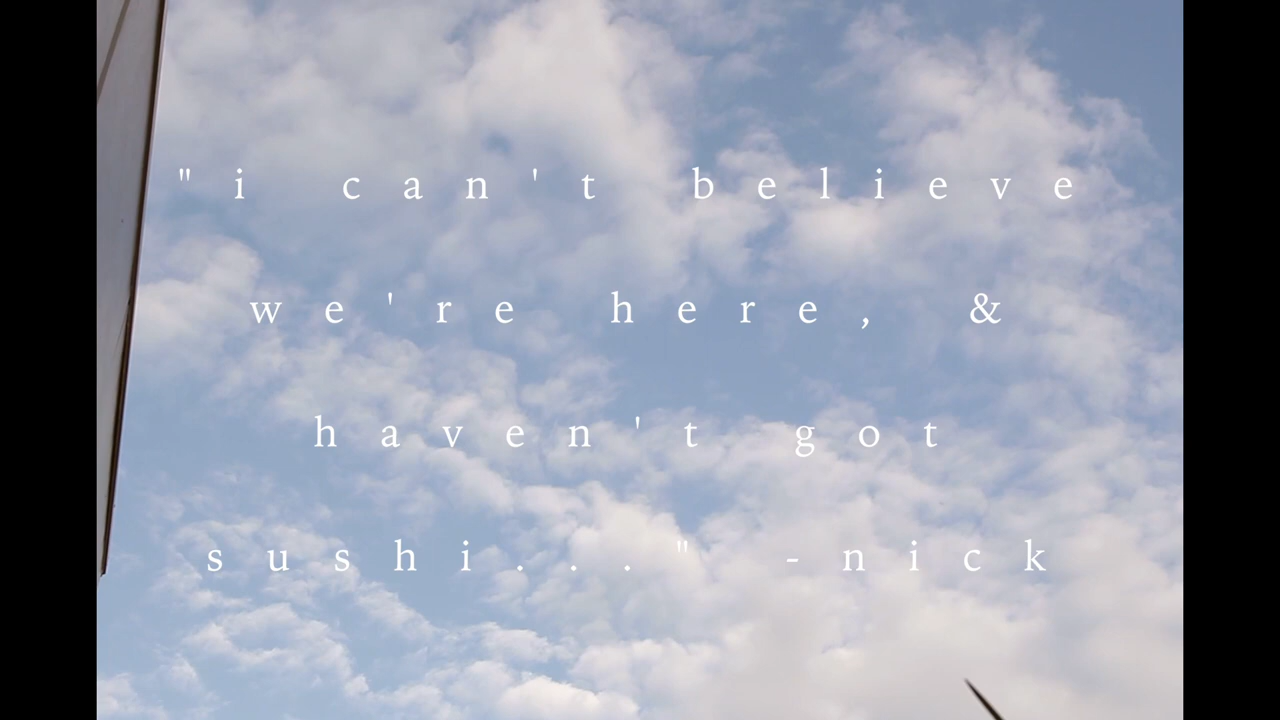 "i can't believe
we're here, &
haven't got
sushi..." -nick